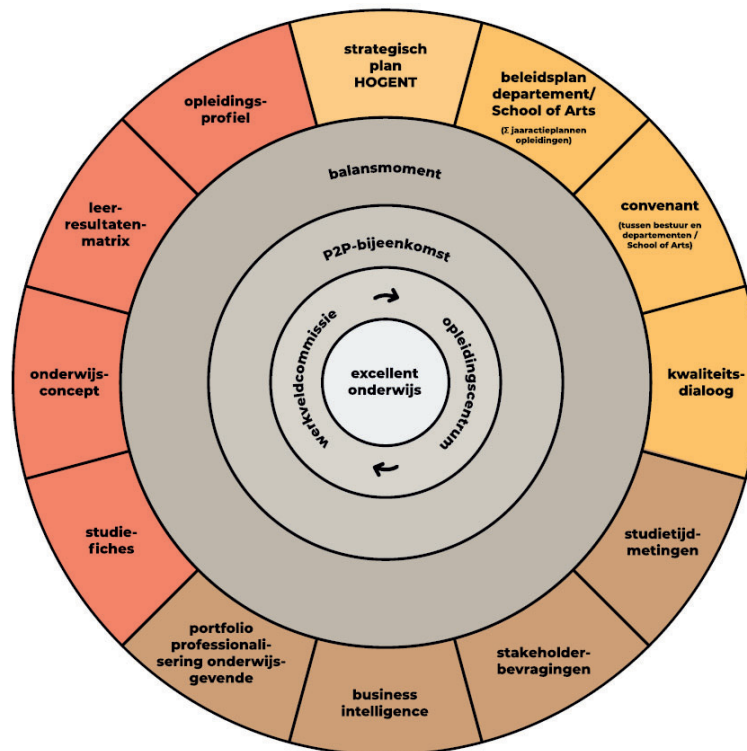 strategisch
plan
HOGENT
beleidsplan
departement/
School of Arts
(Σ jaaractieplannen
opleidingen)
convenant
(tussen bestuur en
departementen /
School of Arts)
kwaliteits-
dialoog
studietijd-
metingen
stakeholder-
bevragingen
business
intelligence
portfolio
professionali-
sering onderwijs-
gevende
studie-
fiches
onderwijs-
concept
leer-
resultaten-
matrix
opleidings-
profiel
balansmoment
P2P-bijeenkomst
werkveldcommissie
opleidingscentrum
excellent
onderwijs